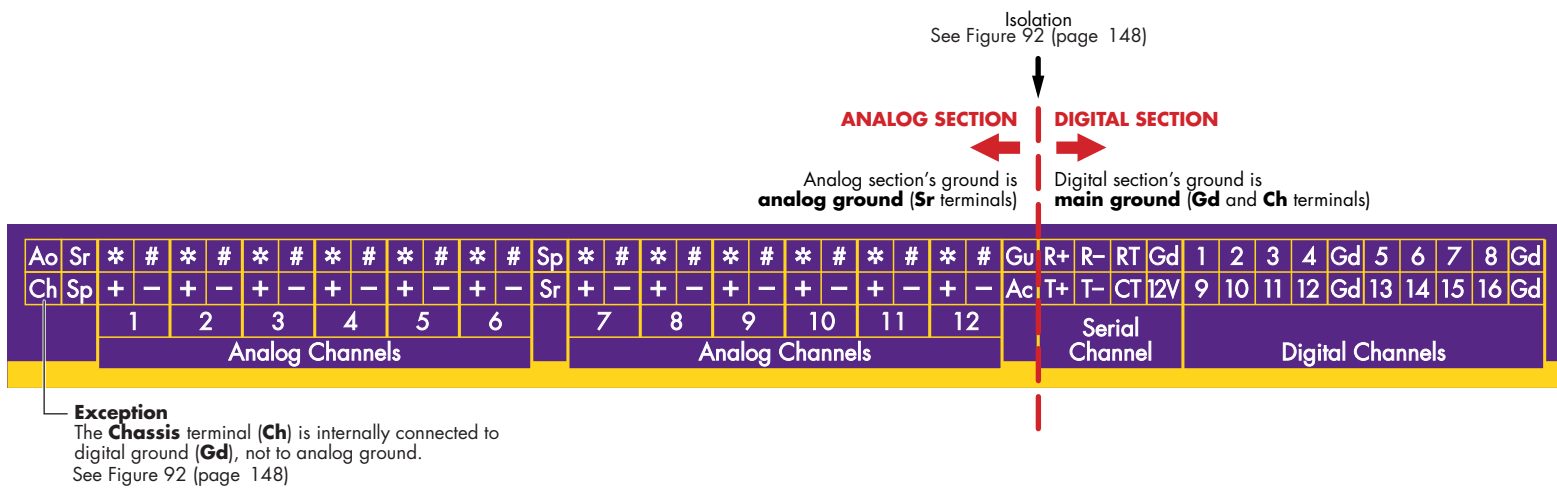 Isolation
See Figure 92 (page 148)
ANALOG SECTION
DIGITAL SECTION
Analog section's ground is
analog ground (Sr terminals)
Digital section's ground is
main ground (Gd and Ch terminals)
Ao Sr * # * # * # * # * # * # Sp * # * # * # * # * # * # Gu R+ R– RT Gd 1 2 3 4 Gd 5 6 7 8 Gd
Ch Sp + – + – + – + – + – + – Sr + – + – + – + – + – + – Ac T+ T– CT 12V 9 10 11 12 Gd 13 14 15 16 Gd
1 2 3 4 5 6 7 8 9 10 11 12
Analog Channels
Analog Channels
Serial
Channel
Digital Channels
Exception
The Chassis terminal (Ch) is internally connected to
digital ground (Gd), not to analog ground.
See Figure 92 (page 148)